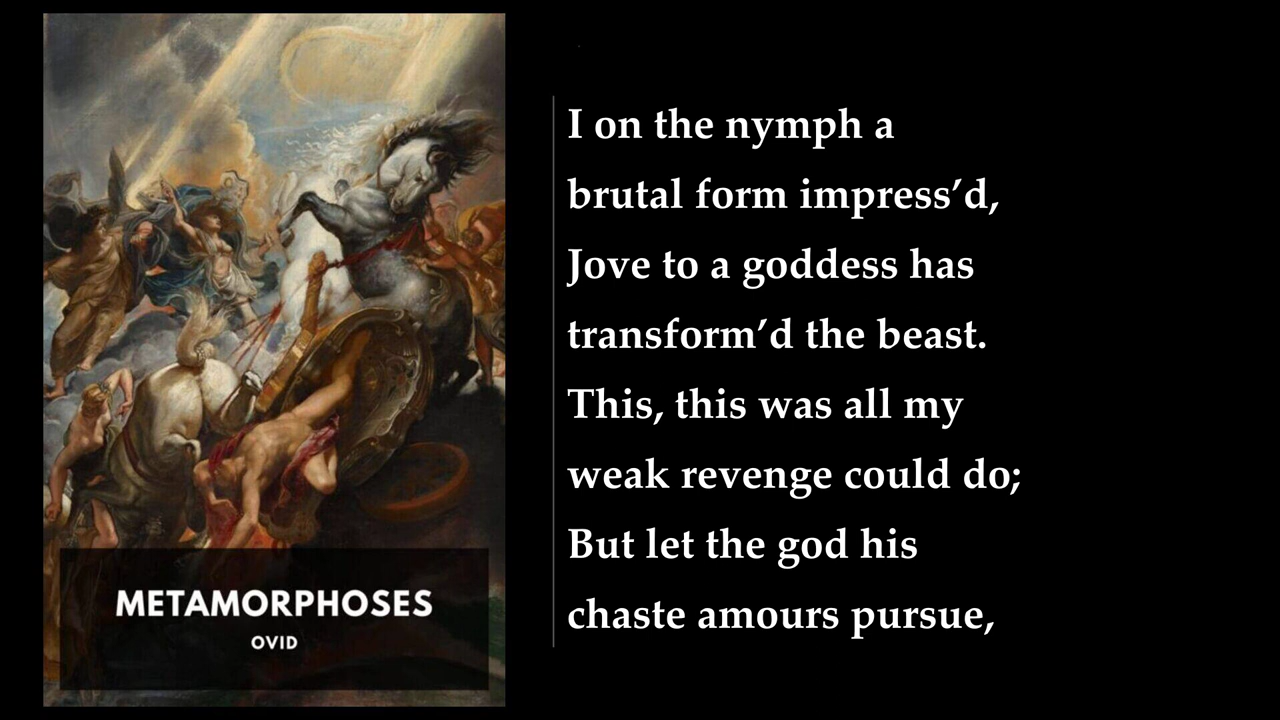 METAMORPHOSES
OVID
I on the nymph a
brutal form impress’d,
Jove to a goddess has
transform’d the beast.
This, this was all my
weak revenge could do;
But let the god his
chaste amours pursue,